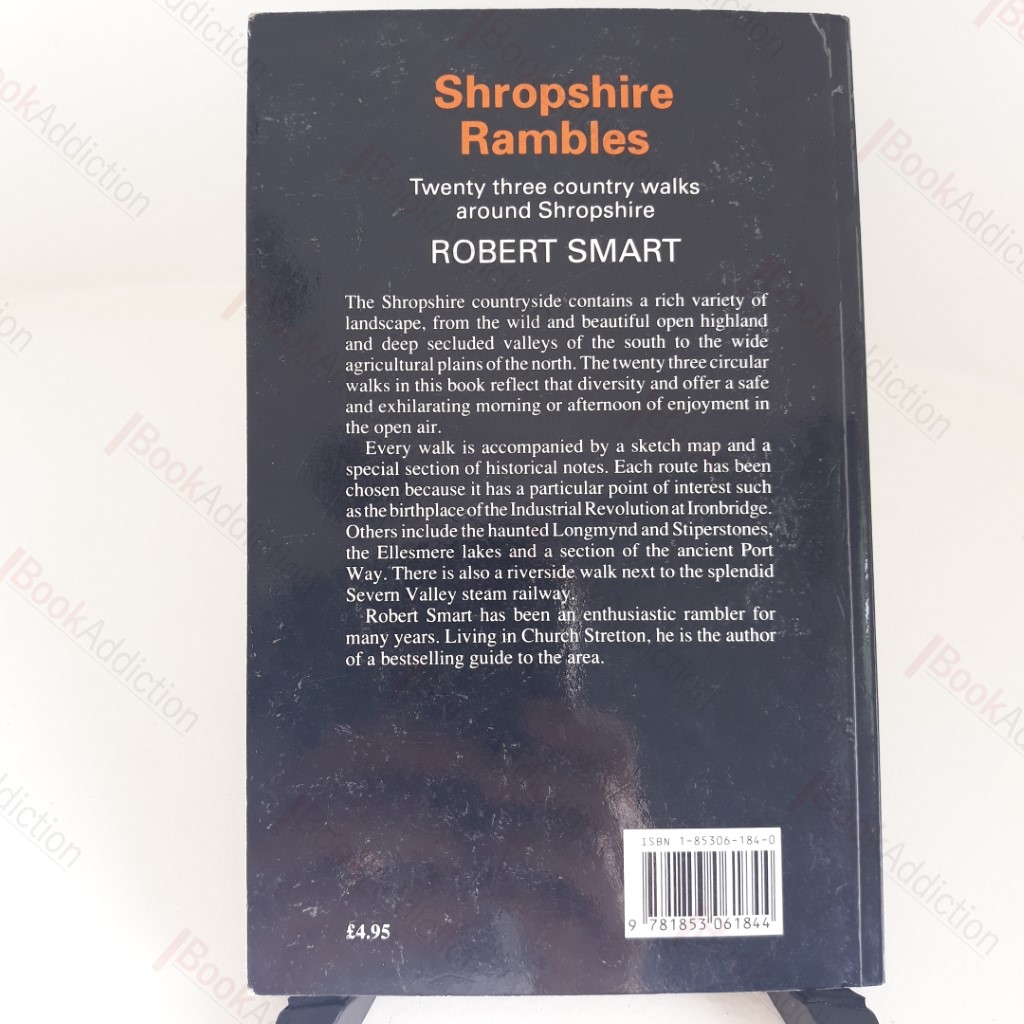 Shropshire
Rambles
Twenty three country walks
around Shropshire
ROBERT SMART
The Shropshire countryside contains a rich variety of
landscape, from the wild and beautiful open highland
and deep secluded valleys of the south to the wide
agricultural plains of the north. The twenty three circular
walks in this book reflect that diversity and offer a safe
and exhilarating morning or afternoon of enjoyment in
the open air.
Every walk is accompanied by a sketch map and a
special section of historical notes. Each route has been
chosen because it has a particular point of interest such
as the birthplace of the Industrial Revolution at Ironbridge.
Others include the haunted Longmynd and Stiperstones,
the Ellesmere lakes and a section of the ancient Port
Way. There is also a riverside walk next to the splendid
Severn Valley steam railway.
Robert Smart has been an enthusiastic rambler for
many years. Living in Church Stretton, he is the author
of a bestselling guide to the area.
ISBN 1-85306-184-0
9 781853 061844
£4.95
BookAddiction
BookAddiction
BookAddiction
BookAddiction
BookAddiction